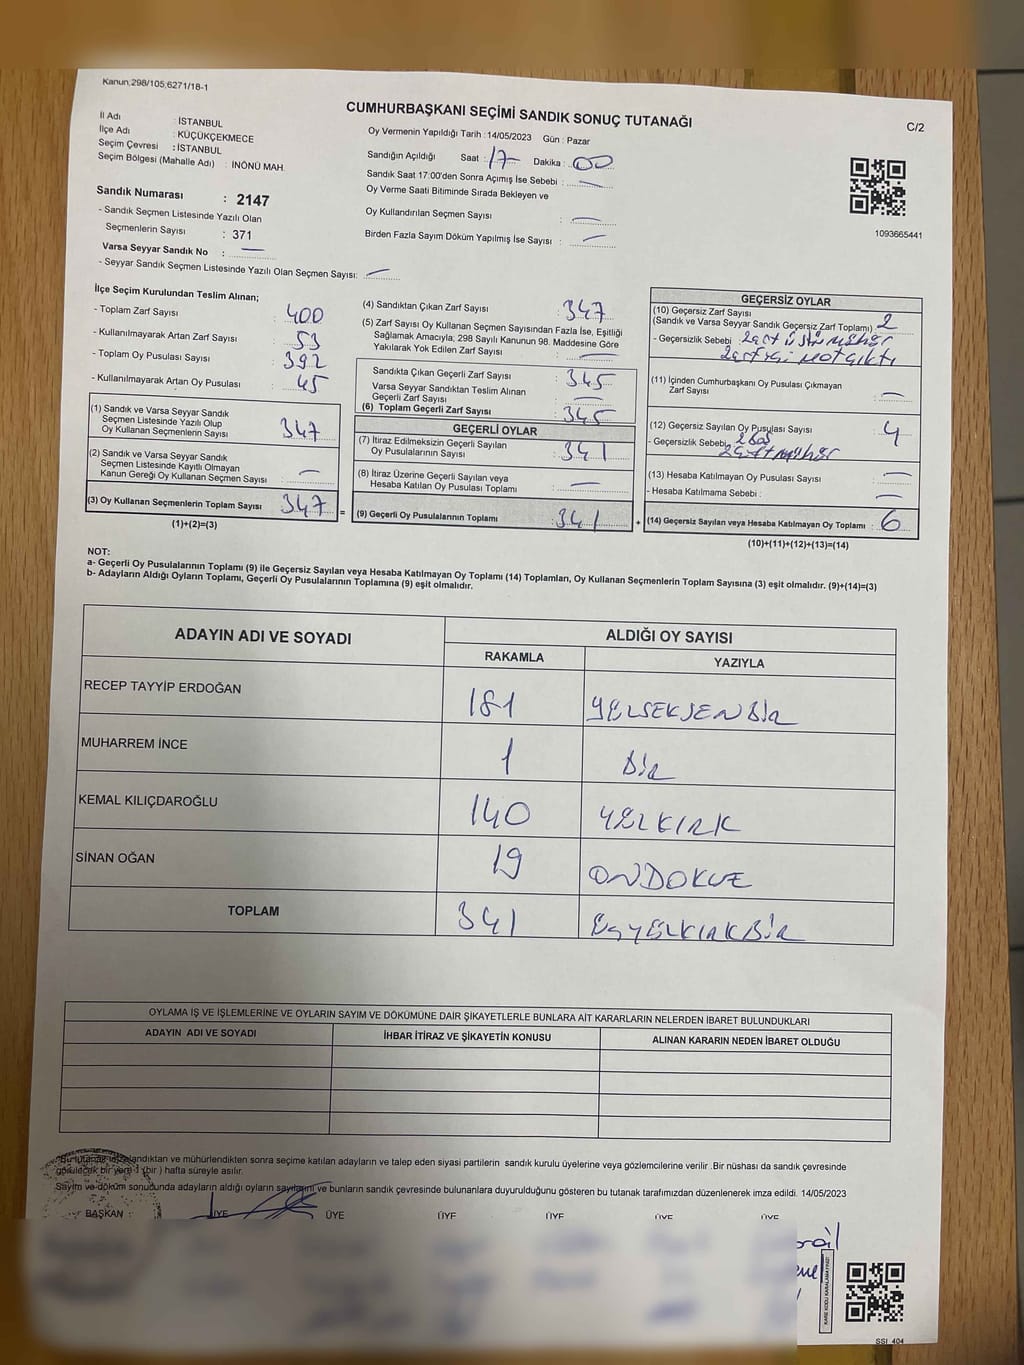 Kanun;298/105;6271/18-1
CUMHURBAŞKANI SEÇİMİ SANDIK SONUÇ TUTANAĞI
C/2
İl Adı : İSTANBUL
İlçe Adı : KÜÇÜKÇEKMECE
Seçim Çevresi : İSTANBUL
Seçim Bölgesi (Mahalle Adı) : İNÖNÜ MAH.
Sandık Numarası : 2147
- Sandık Seçmen Listesinde Yazılı Olan
Seçmenlerin Sayısı : 371
Varsa Seyyar Sandık No : —
- Seyyar Sandık Seçmen Listesinde Yazılı Olan Seçmen Sayısı: —
Oy Vermenin Yapıldığı Tarih :14/05/2023 Gün : Pazar
Sandığın Açıldığı Saat : 17 Dakika : 00
Sandık Saat 17:00'den Sonra Açımış İse Sebebi : —
Oy Verme Saati Bitiminde Sırada Bekleyen ve
Oy Kullandırılan Seçmen Sayısı : —
Birden Fazla Sayım Döküm Yapılmış İse Sayısı : —
1093665441
İlçe Seçim Kurulundan Teslim Alınan;
- Toplam Zarf Sayısı : 400
- Kullanılmayarak Artan Zarf Sayısı : 53
- Toplam Oy Pusulası Sayısı : 392
- Kullanılmayarak Artan Oy Pusulası : 45
(1) Sandık ve Varsa Seyyar Sandık
Seçmen Listesinde Yazılı Olup
Oy Kullanan Seçmenlerin Sayısı : 347
(2) Sandık ve Varsa Seyyar Sandık
Seçmen Listesinde Kayıtlı Olmayan
Kanun Gereği Oy Kullanan Seçmen Sayısı : —
(3) Oy Kullanan Seçmenlerin Toplam Sayısı : 347 =
(1)+(2)=(3)
(4) Sandıktan Çıkan Zarf Sayısı : 347
(5) Zarf Sayısı Oy Kullanan Seçmen Sayısından Fazla İse, Eşitliği
Sağlamak Amacıyla, 298 Sayılı Kanunun 98. Maddesine Göre
Yakılarak Yok Edilen Zarf Sayısı : —
Sandıkta Çıkan Geçerli Zarf Sayısı : 345
Varsa Seyyar Sandıktan Teslim Alınan
Geçerli Zarf Sayısı : —
(6) Toplam Geçerli Zarf Sayısı : 345
GEÇERLİ OYLAR
(7) İtiraz Edilmeksizin Geçerli Sayılan
Oy Pusulalarının Sayısı : 341
(8) İtiraz Üzerine Geçerli Sayılan veya
Hesaba Katılan Oy Pusulası Toplamı : —
(9) Geçerli Oy Pusulalarının Toplamı : 341 +
GEÇERSİZ OYLAR
(10) Geçersiz Zarf Sayısı
(Sandık ve Varsa Seyyar Sandık Geçersiz Zarf Toplamı) : 2
- Geçersizlik Sebebi : 
(11) İçinden Cumhurbaşkanı Oy Pusulası Çıkmayan
Zarf Sayısı : —
(12) Geçersiz Sayılan Oy Pusulası Sayısı : 4
- Geçersizlik Sebebi : 2 boş
(13) Hesaba Katılmayan Oy Pusulası Sayısı : —
- Hesaba Katılmama Sebebi : —
(14) Geçersiz Sayılan veya Hesaba Katılmayan Oy Toplamı : 6
(10)+(11)+(12)+(13)=(14)
NOT:
a- Geçerli Oy Pusulalarının Toplamı (9) ile Geçersiz Sayılan veya Hesaba Katılmayan Oy Toplamı (14) Toplamları, Oy Kullanan Seçmenlerin Toplam Sayısına (3) eşit olmalıdır. (9)+(14)=(3)
b- Adayların Aldığı Oyların Toplamı, Geçerli Oy Pusulalarının Toplamına (9) eşit olmalıdır.
ADAYIN ADI VE SOYADI ALDIĞI OY SAYISI
RAKAMLA YAZIYLA
RECEP TAYYİP ERDOĞAN 181 YÜZSEKSENBİR
MUHARREM İNCE 1 BİR
KEMAL KILIÇDAROĞLU 140 YÜZKIRK
SİNAN OĞAN 19 ONDOKUZ
TOPLAM 341 ÜÇYÜZKIRKBİR
OYLAMA İŞ VE İŞLEMLERİNE VE OYLARIN SAYIM VE DÖKÜMÜNE DAİR ŞİKAYETLERLE BUNLARA AİT KARARLARIN NELERDEN İBARET BULUNDUKLARI
ADAYIN ADI VE SOYADI İHBAR İTİRAZ VE ŞİKAYETİN KONUSU ALINAN KARARIN NEDEN İBARET OLDUĞU
Bu tutanak imzalandıktan ve mühürlendikten sonra seçime katılan adayların ve talep eden siyasi partilerin sandık kurulu üyelerine veya gözlemcilerine verilir .Bir nüshası da sandık çevresinde
görülecek bir yere 1 (bir ) hafta süreyle asılır.
Sayım ve döküm sonucunda adayların aldığı oyların sayılarını ve bunların sandık çevresinde bulunanlara duyurulduğunu gösteren bu tutanak tarafımızdan düzenlenerek imza edildi. 14/05/2023
BAŞKAN ÜYE ÜYE ÜYE ÜYE ÜYE ÜYE
KARE KODU KARALAMAYINIZ!
SSI_404